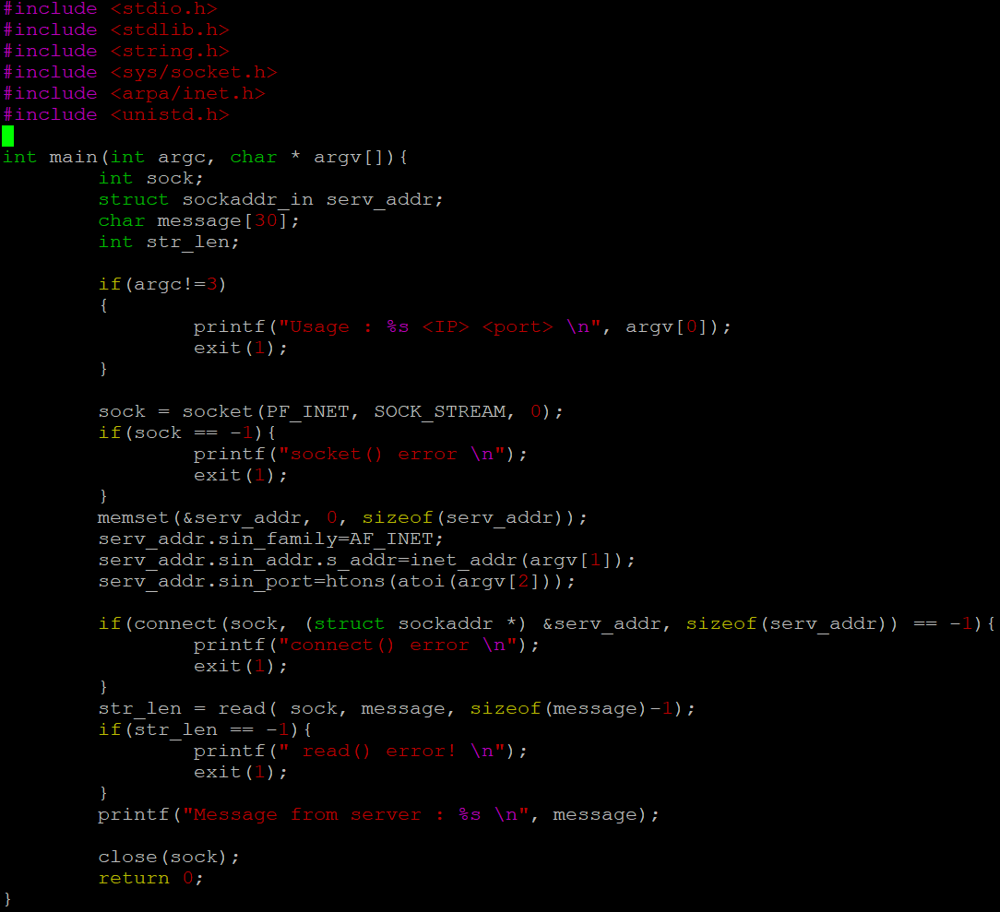 #include <stdio.h>
#include <stdlib.h>
#include <string.h>
#include <sys/socket.h>
#include <arpa/inet.h>
#include <unistd.h>

int main(int argc, char * argv[]){
        int sock;
        struct sockaddr_in serv_addr;
        char message[30];
        int str_len;

        if(argc!=3)
        {
                printf("Usage : %s <IP> <port> \n", argv[0]);
                exit(1);
        }

        sock = socket(PF_INET, SOCK_STREAM, 0);
        if(sock == -1){
                printf("socket() error \n");
                exit(1);
        }
        memset(&serv_addr, 0, sizeof(serv_addr));
        serv_addr.sin_family=AF_INET;
        serv_addr.sin_addr.s_addr=inet_addr(argv[1]);
        serv_addr.sin_port=htons(atoi(argv[2]));

        if(connect(sock, (struct sockaddr *) &serv_addr, sizeof(serv_addr)) == -1){
                printf("connect() error \n");
                exit(1);
        }
        str_len = read( sock, message, sizeof(message)-1);
        if(str_len == -1){
                printf(" read() error! \n");
                exit(1);
        }
        printf("Message from server : %s \n", message);

        close(sock);
        return 0;
}